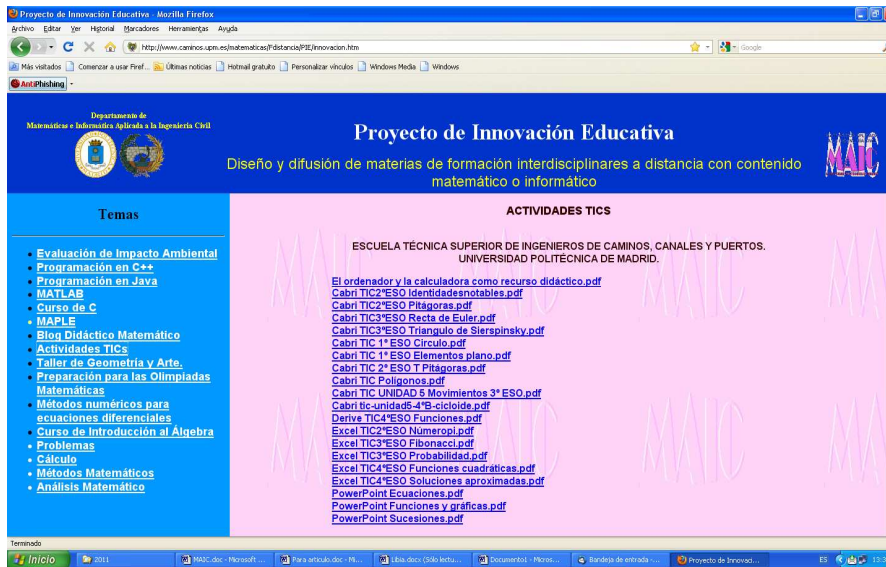 Proyecto de Innovación Educativa - Mozilla Firefox
Archivo Editar Ver Historial Marcadores Herramientas Ayuda
http://www.caminos.upm.es/matematicas/Fdistancia/PIE/innovacion.htm
Google
Más visitados Comenzar a usar Firef... Últimas noticias Hotmail gratuito Personalizar vínculos Windows Media Windows
AntiPhishing
Departamento de
Matemáticas e Informática Aplicada a la Ingeniería Civil
Proyecto de Innovación Educativa
Diseño y difusión de materias de formación interdisciplinares a distancia con contenido
matemático o informático
MAIC
Temas
Evaluación de Impacto Ambiental
Programación en C++
Programación en Java
MATLAB
Curso de C
MAPLE
Blog Didáctico Matemático
Actividades TICs
Taller de Geometría y Arte.
Preparación para las Olimpiadas
Matemáticas
Métodos numéricos para
ecuaciones diferenciales
Curso de Introducción al Álgebra
Problemas
Cálculo
Métodos Matemáticos
Análisis Matemático
ACTIVIDADES TICS
ESCUELA TÉCNICA SUPERIOR DE INGENIEROS DE CAMINOS, CANALES Y PUERTOS.
UNIVERSIDAD POLITÉCNICA DE MADRID.
El ordenador y la calculadora como recurso didáctico.pdf
Cabri TIC2ºESO Identidadesnotables.pdf
Cabri TIC2ºESO Pitágoras.pdf
Cabri TIC3ºESO Recta de Euler.pdf
Cabri TIC3ºESO Triangulo de Sierspinsky.pdf
Cabri TIC 1º ESO Circulo.pdf
Cabri TIC 1º ESO Elementos plano.pdf
Cabri TIC 2º ESO T Pitágoras.pdf
Cabri TIC Poligonos.pdf
Cabri TIC UNIDAD 5 Movimientos 3º ESO.pdf
Cabri tic-unidad5-4ºB-cicloide.pdf
Derive TIC4ºESO Funciones.pdf
Excel TIC2ºESO Númeropi.pdf
Excel TIC3ºESO Fibonacci.pdf
Excel TIC3ºESO Probabilidad.pdf
Excel TIC4ºESO Funciones cuadráticas.pdf
Excel TIC4ºESO Soluciones aproximadas.pdf
PowerPoint Ecuaciones.pdf
PowerPoint Funciones y gráficas.pdf
PowerPoint Sucesiones.pdf
Terminado
Inicio 2011 MAIC.doc - Microsoft ... Para articulo.doc - Mi... Libia.docx (Sólo lectu... Documento1 - Micros... Bandeja de entrada -... Proyecto de Innovaci... ES